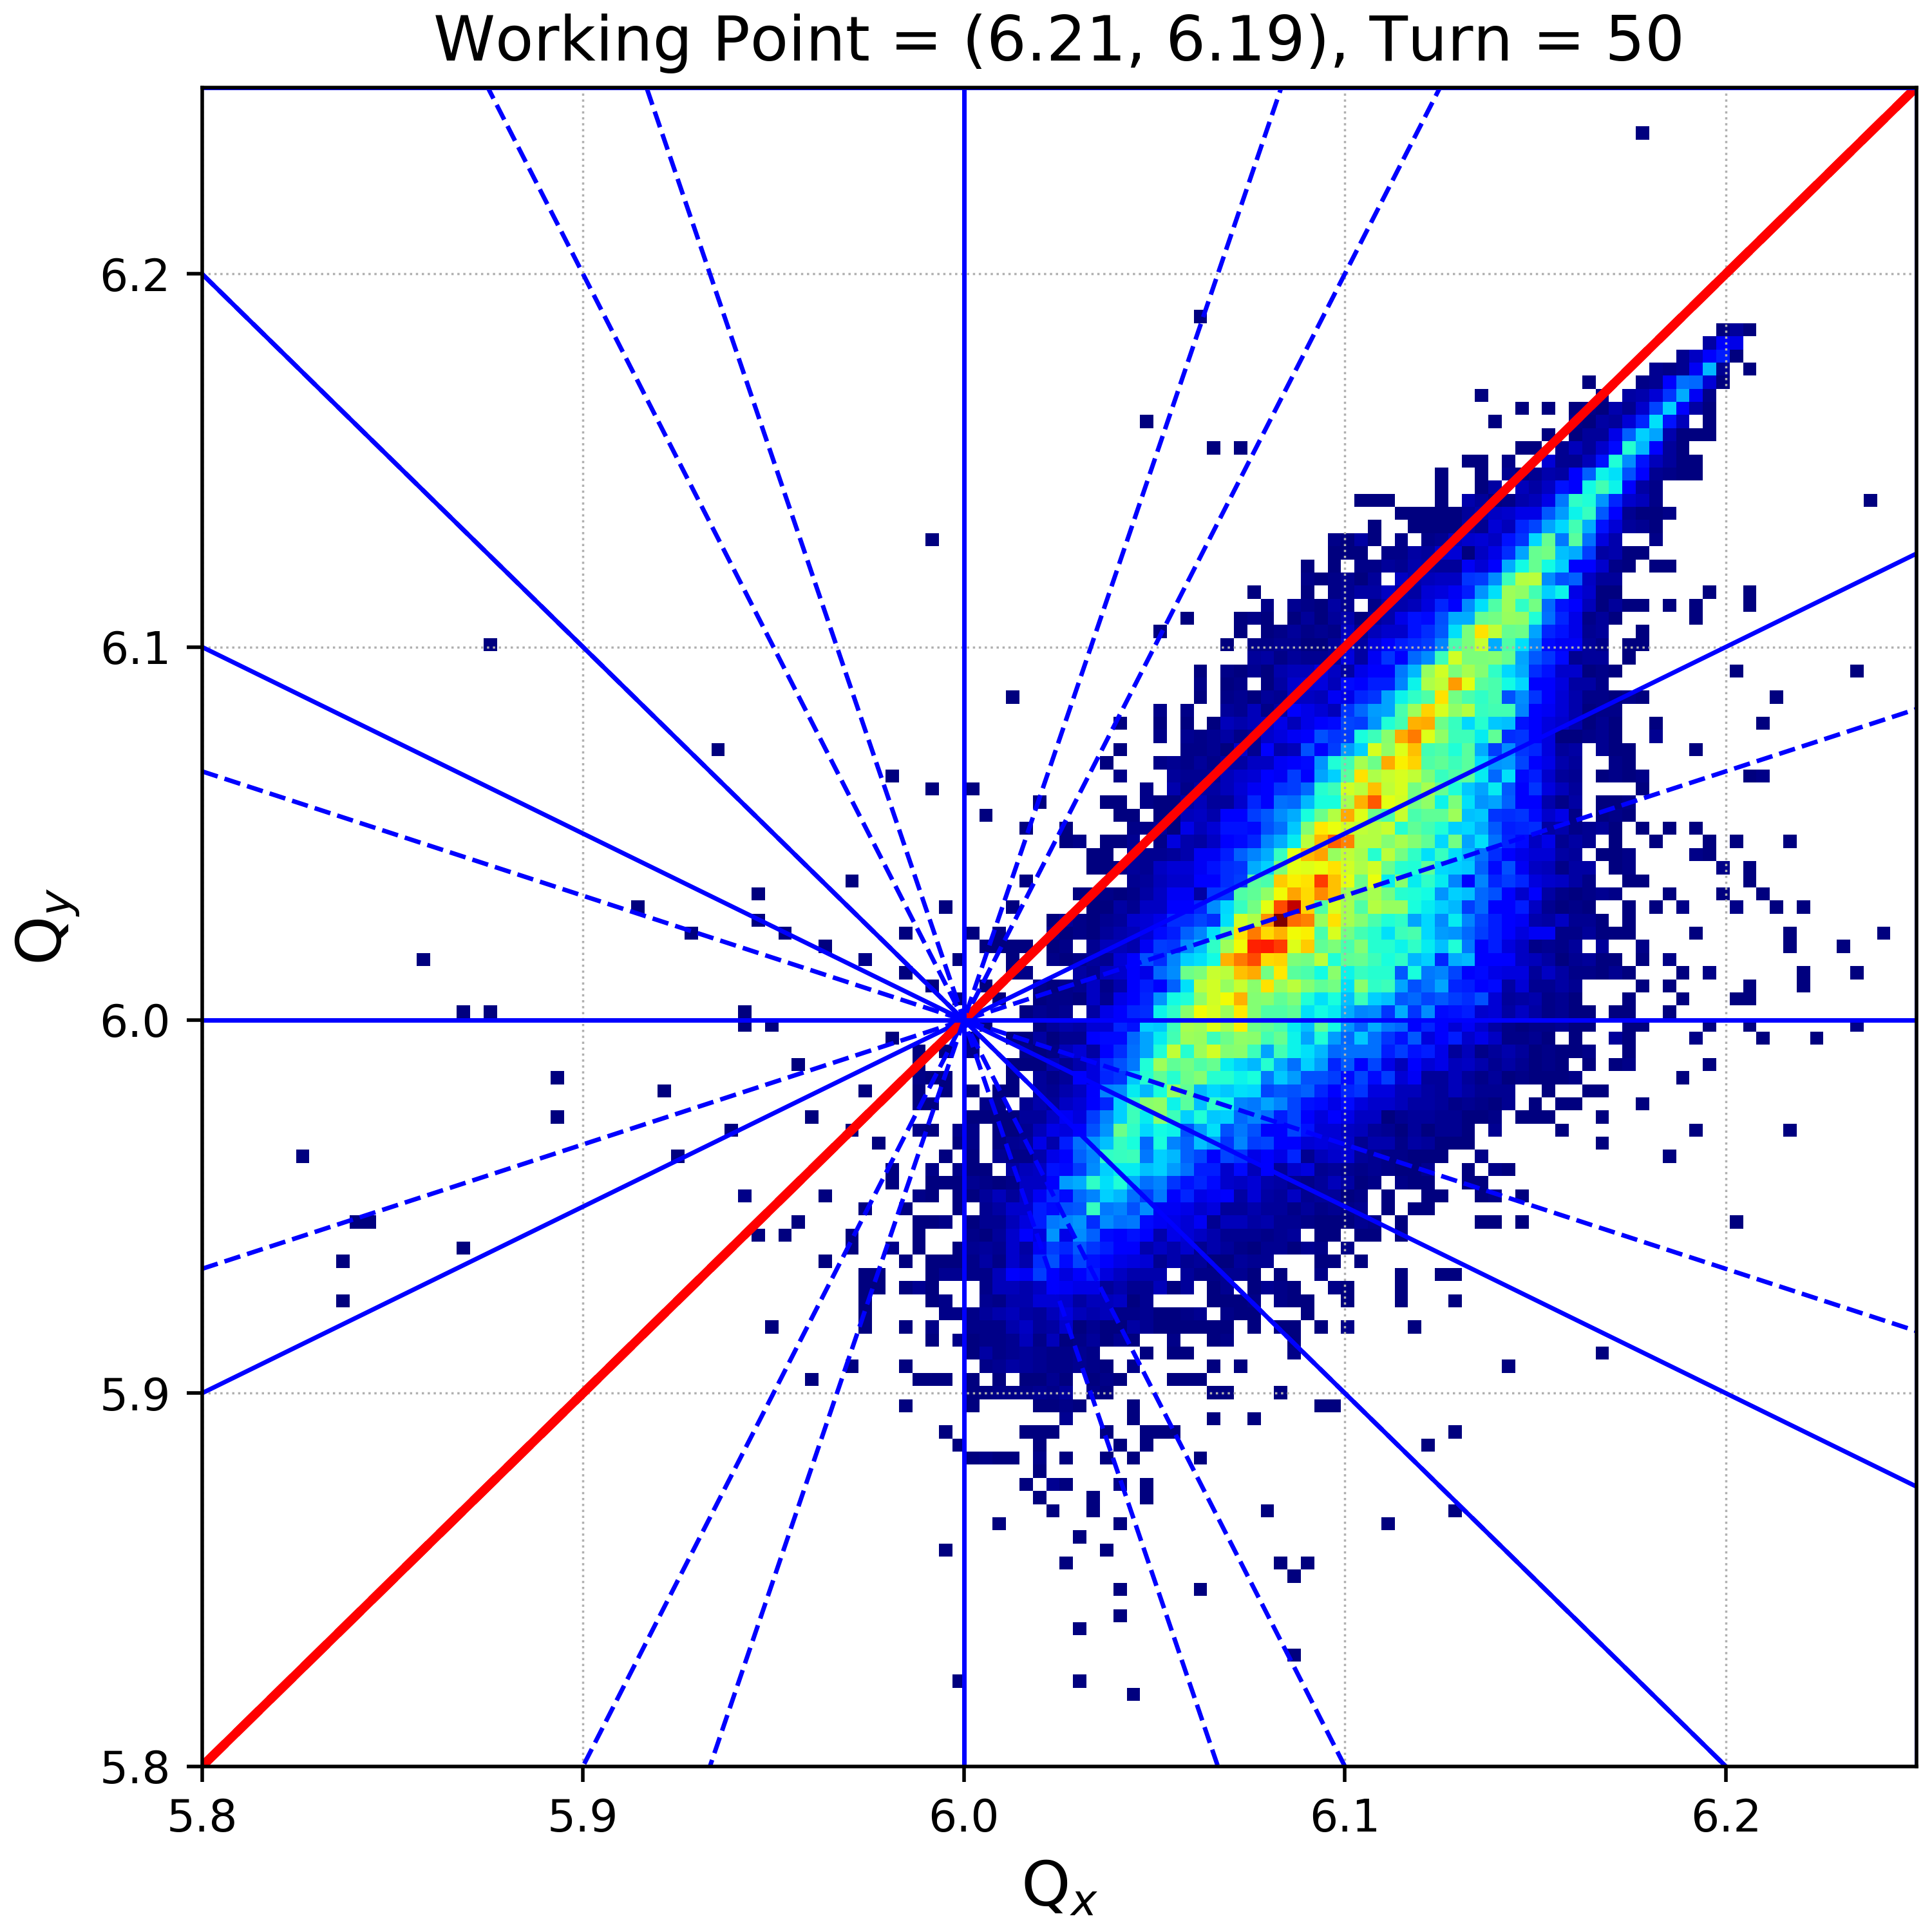 Working Point = (6.21, 6.19), Turn = 50
6.2
6.1
6.0
5.9
5.8
Qy
5.8 5.9 6.0 6.1 6.2
Qx